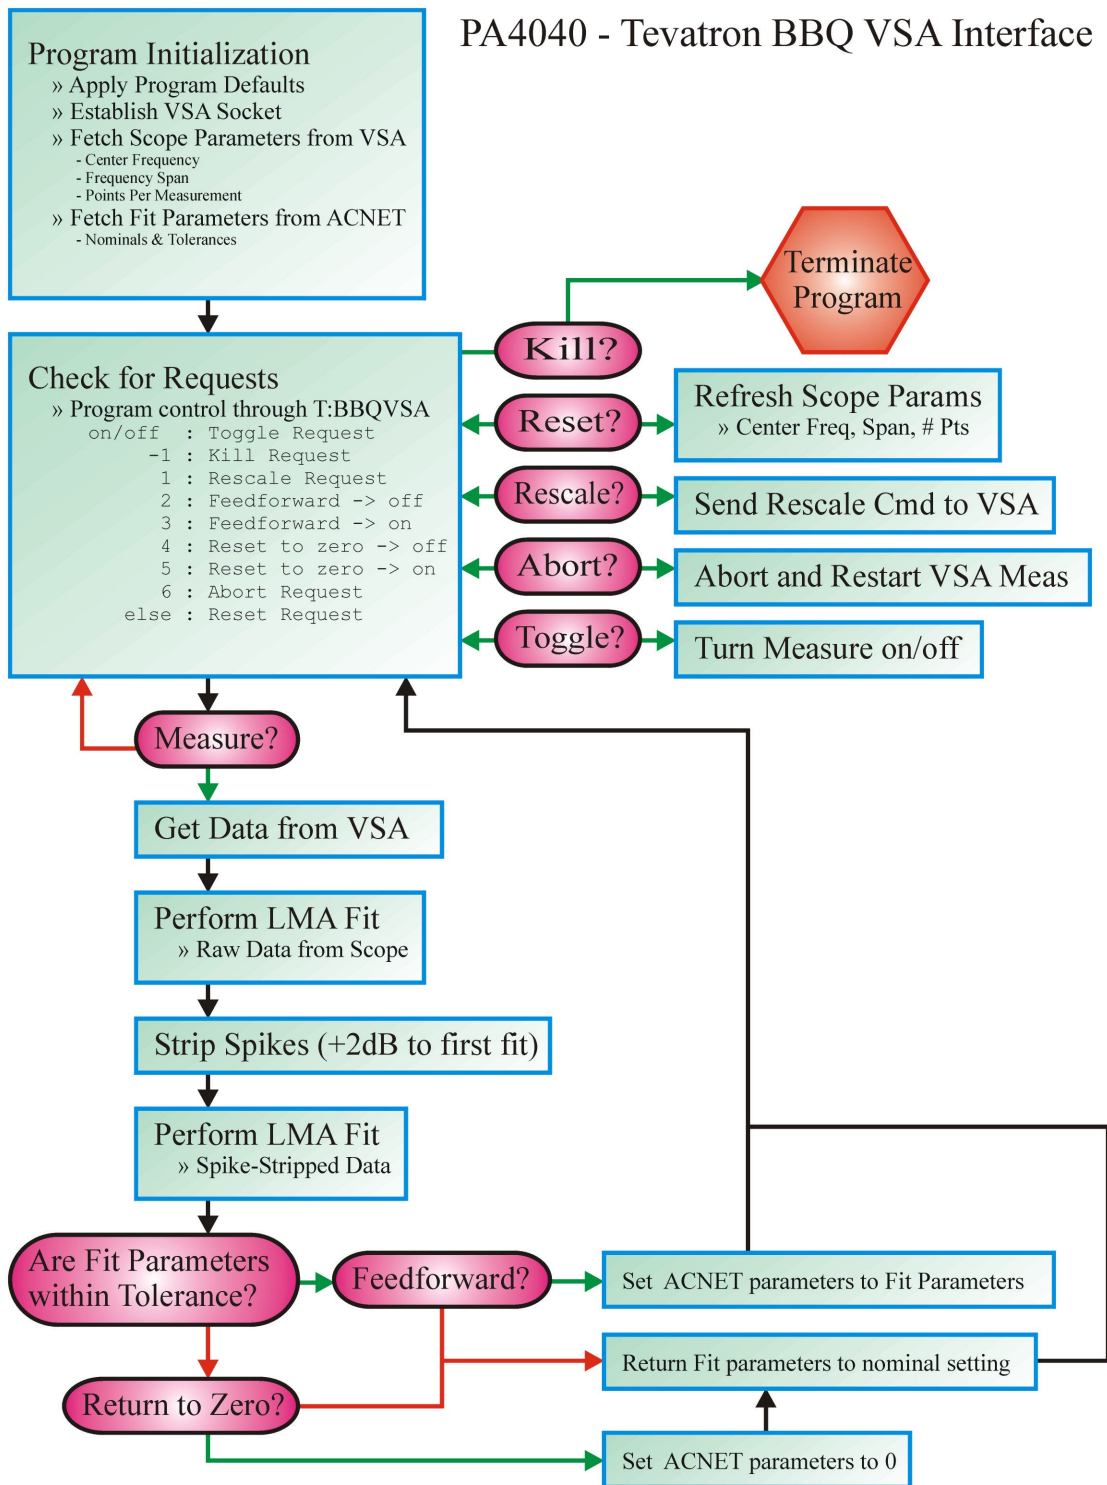 PA4040 - Tevatron BBQ VSA Interface
Program Initialization
» Apply Program Defaults
» Establish VSA Socket
» Fetch Scope Parameters from VSA
- Center Frequency
- Frequency Span
- Points Per Measurement
» Fetch Fit Parameters from ACNET
- Nominals & Tolerances
Terminate
Program
Kill?
Check for Requests
» Program control through T:BBQVSA
on/off : Toggle Request
-1 : Kill Request
1 : Rescale Request
2 : Feedforward -> off
3 : Feedforward -> on
4 : Reset to zero -> off
5 : Reset to zero -> on
6 : Abort Request
else : Reset Request
Reset?
Refresh Scope Params
» Center Freq, Span, # Pts
Rescale?
Send Rescale Cmd to VSA
Abort?
Abort and Restart VSA Meas
Toggle?
Turn Measure on/off
Measure?
Get Data from VSA
Perform LMA Fit
» Raw Data from Scope
Strip Spikes (+2dB to first fit)
Perform LMA Fit
» Spike-Stripped Data
Are Fit Parameters
within Tolerance?
Feedforward?
Set ACNET parameters to Fit Parameters
Return Fit parameters to nominal setting
Return to Zero?
Set ACNET parameters to 0